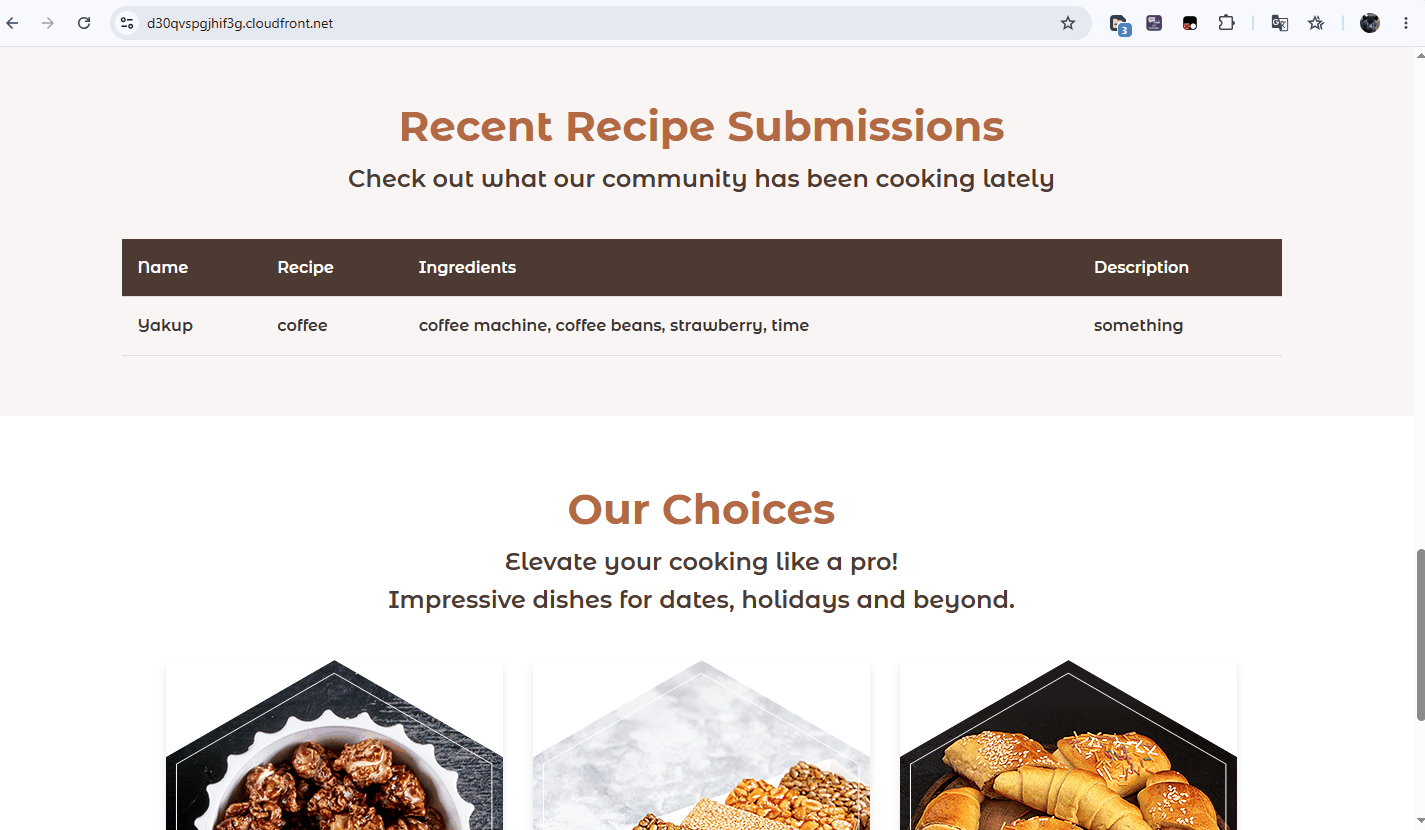 d30qvspgjhif3g.cloudfront.net
3
Recent Recipe Submissions
Check out what our community has been cooking lately
Name Recipe Ingredients Description
Yakup coffee coffee machine, coffee beans, strawberry, time something
Our Choices
Elevate your cooking like a pro!
Impressive dishes for dates, holidays and beyond.